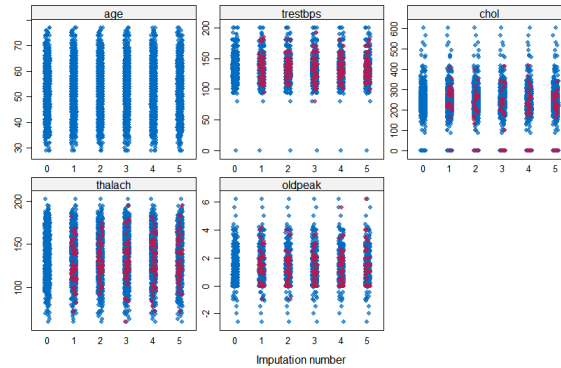 age
trestbps
chol
30 40 50 60 70
0 50 100 150 200
0 100 200 300 400 500 600
0 1 2 3 4 5
0 1 2 3 4 5
0 1 2 3 4 5
thalach
oldpeak
100 150 200
-2 0 2 4 6
0 1 2 3 4 5
0 1 2 3 4 5
Imputation number